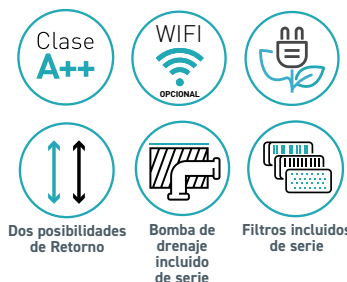 Clase
A++
WIFI
OPCIONAL
Dos posibilidades
de Retorno
Bomba de
drenaje
incluido
de serie
Filtros incluidos
de serie